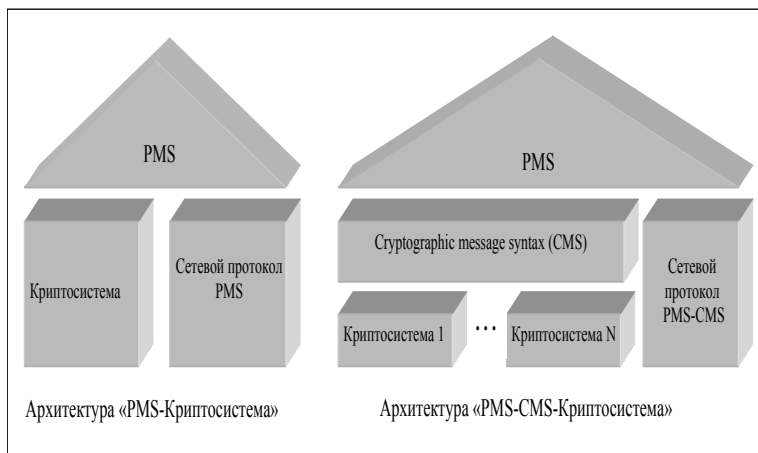 PMS
PMS
Криптосистема
Сетевой протокол
PMS
Cryptographic message syntax (CMS)
Криптосистема 1
...
Криптосистема N
Сетевой
протокол
PMS-CMS
Архитектура «PMS-Криптосистема»
Архитектура «PMS-CMS-Криптосистема»